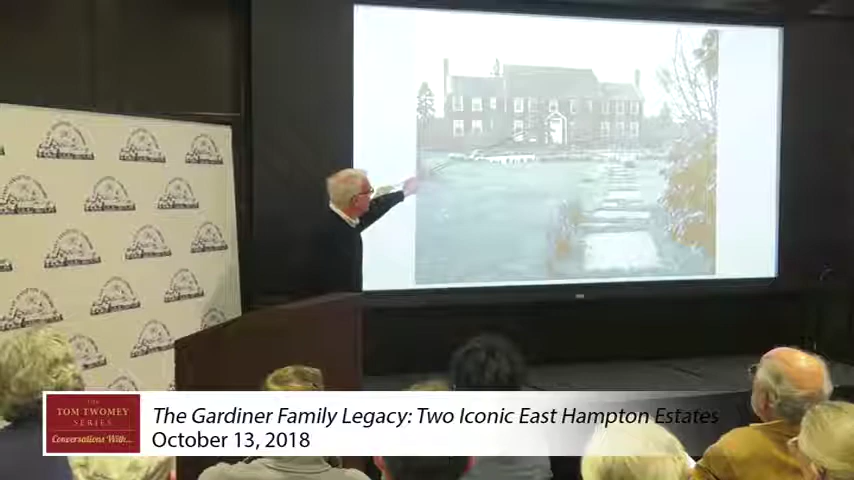 THE
TOM TWOMEY
SERIES
Conversations With...
The Gardiner Family Legacy: Two Iconic East Hampton Estates
October 13, 2018